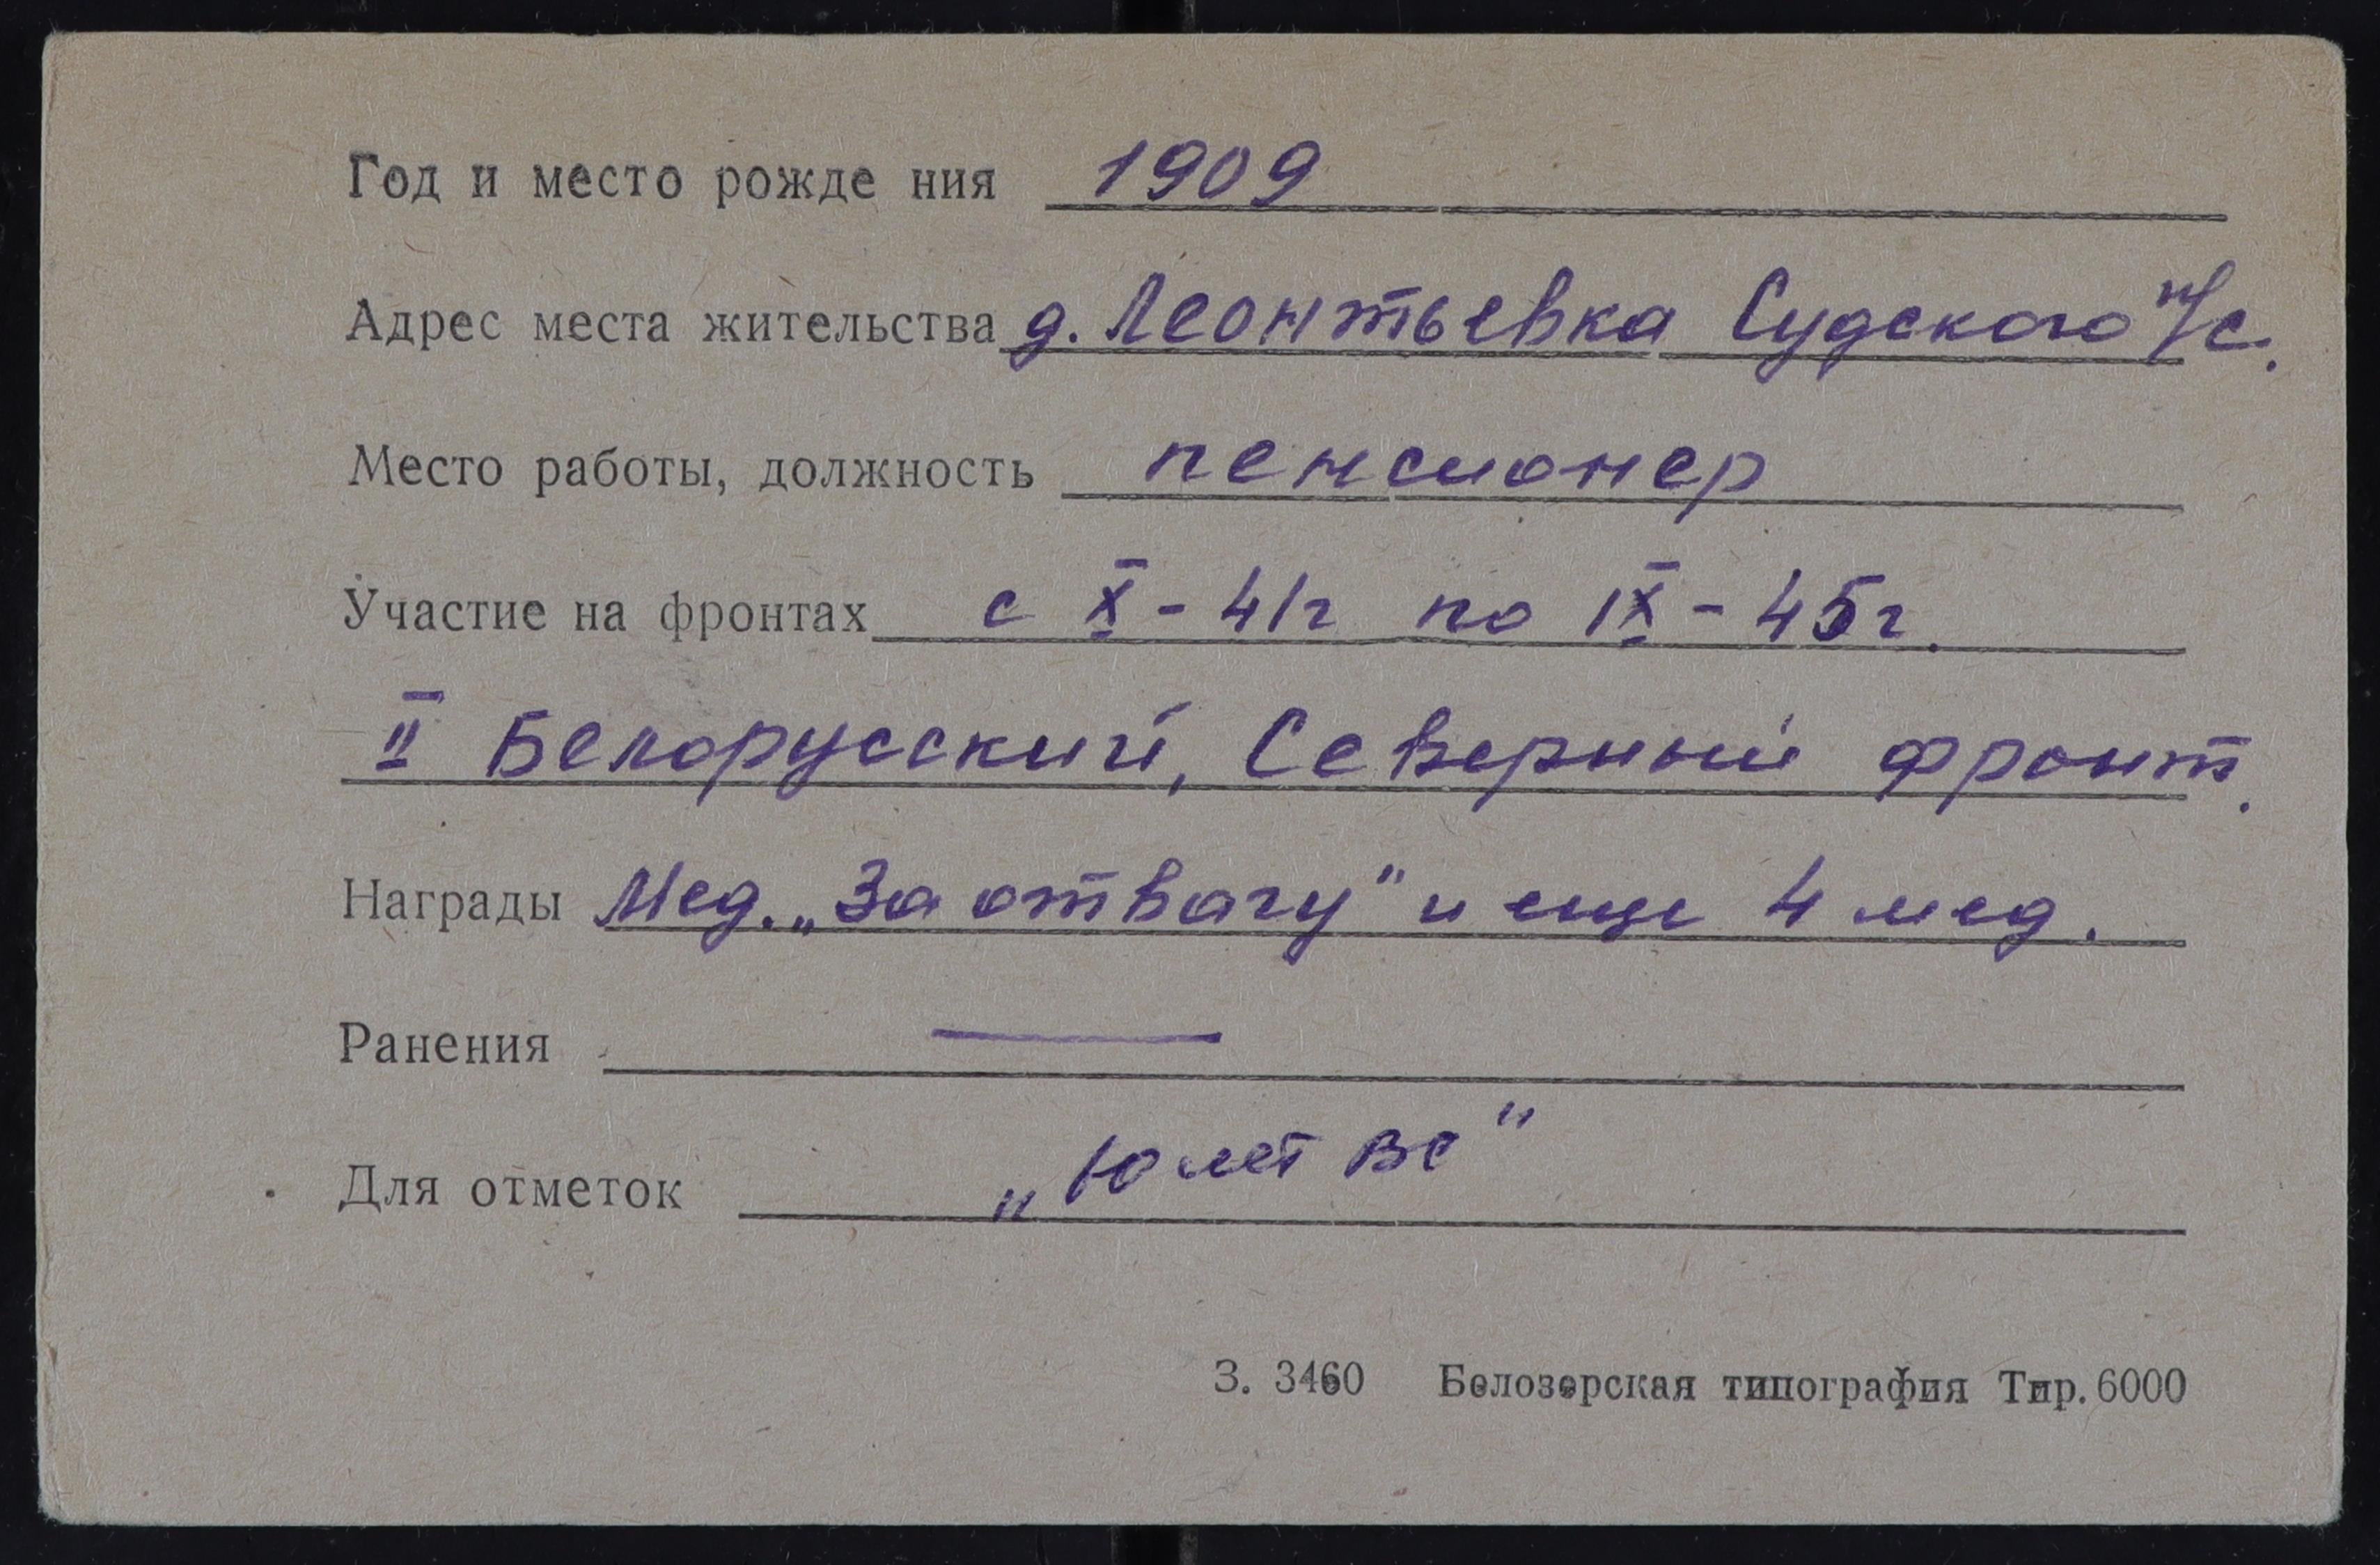 Год и место рожде ния 1909
Адрес места жительства д. Леонтьевка Судского п/с.
Место работы, должность пенсионер
Участие на фронтах с X - 41г по IX - 45г.
II Белорусский, Северный фронт.
Награды Мед. „За отвагу" и еще 4 мед.
Ранения —
Для отметок „Ю лет ВС"
З. 3460 Белозерская типография Тир. 6000